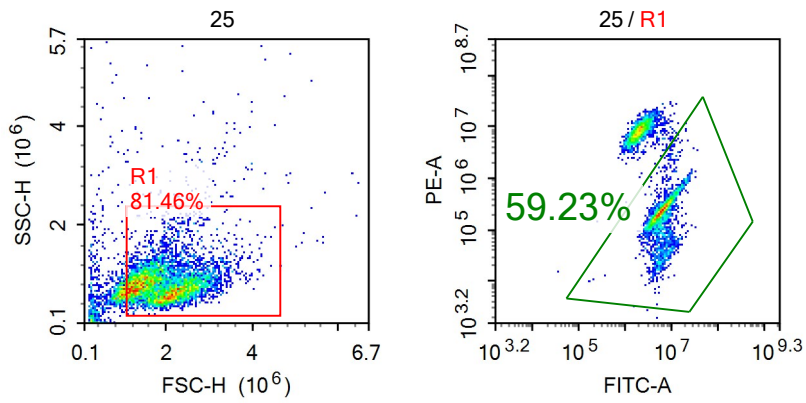 25
5.7
4
2
0.1
SSC-H (10^6)
R1
81.46%
0.1 2 4 6.7
FSC-H (10^6)
25 / R1
10^8.7
10^7
10^6
10^5
10^3.2
PE-A
59.23%
10^3.2 10^5 10^7 10^9.3
FITC-A